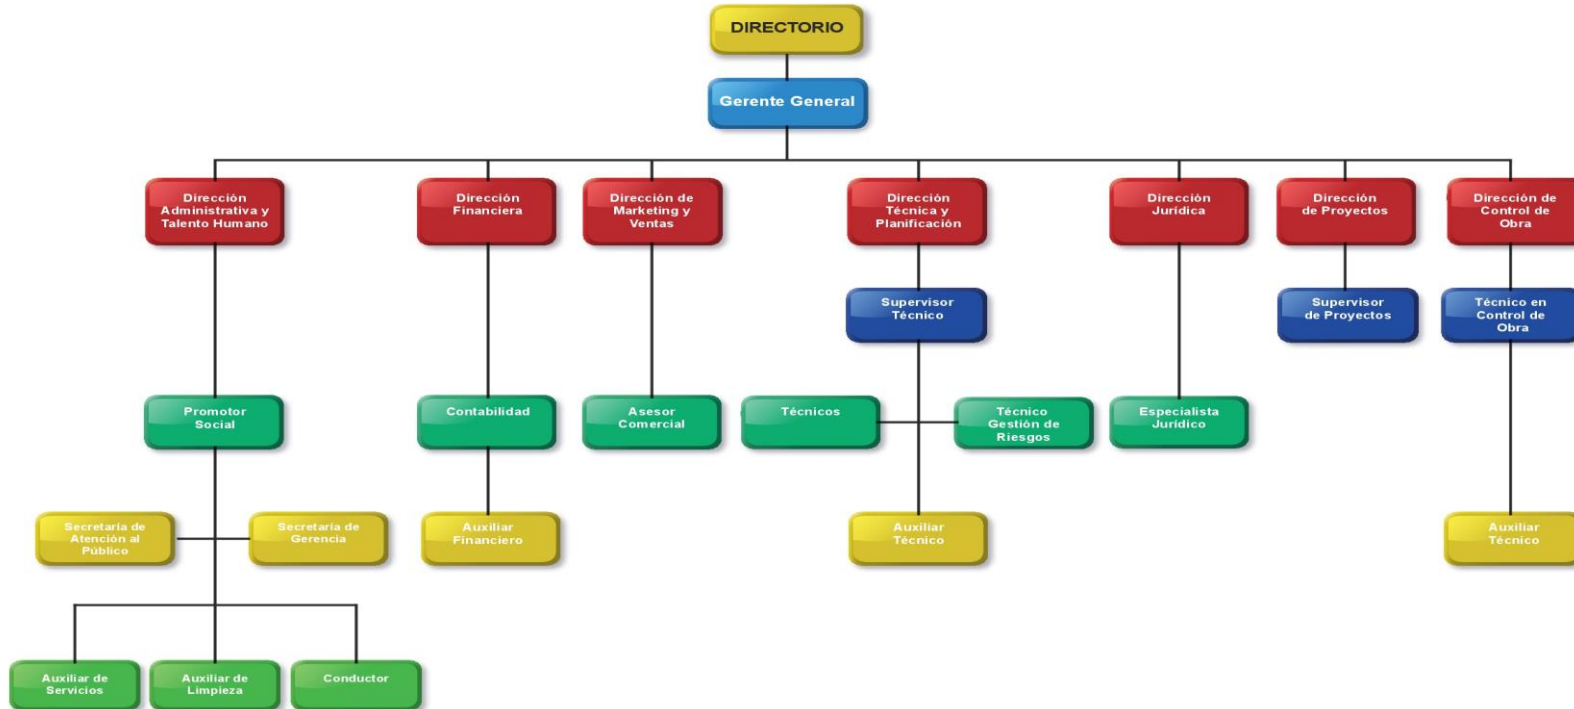 DIRECTORIO
Gerente General
Dirección
Administrativa y
Talento Humano
Dirección
Financiera
Dirección de
Marketing y
Ventas
Dirección
Técnica y
Planificación
Dirección
Jurídica
Dirección
de Proyectos
Dirección de
Control de
Obra
Supervisor
Técnico
Supervisor
de Proyectos
Técnico en
Control de
Obra
Promotor
Social
Contabilidad
Asesor
Comercial
Técnicos
Técnico
Gestión de
Riesgos
Especialista
Jurídico
Secretaría de
Atención al
Público
Secretaría de
Gerencia
Auxiliar
Financiero
Auxiliar
Técnico
Auxiliar
Técnico
Auxiliar de
Servicios
Auxiliar de
Limpieza
Conductor